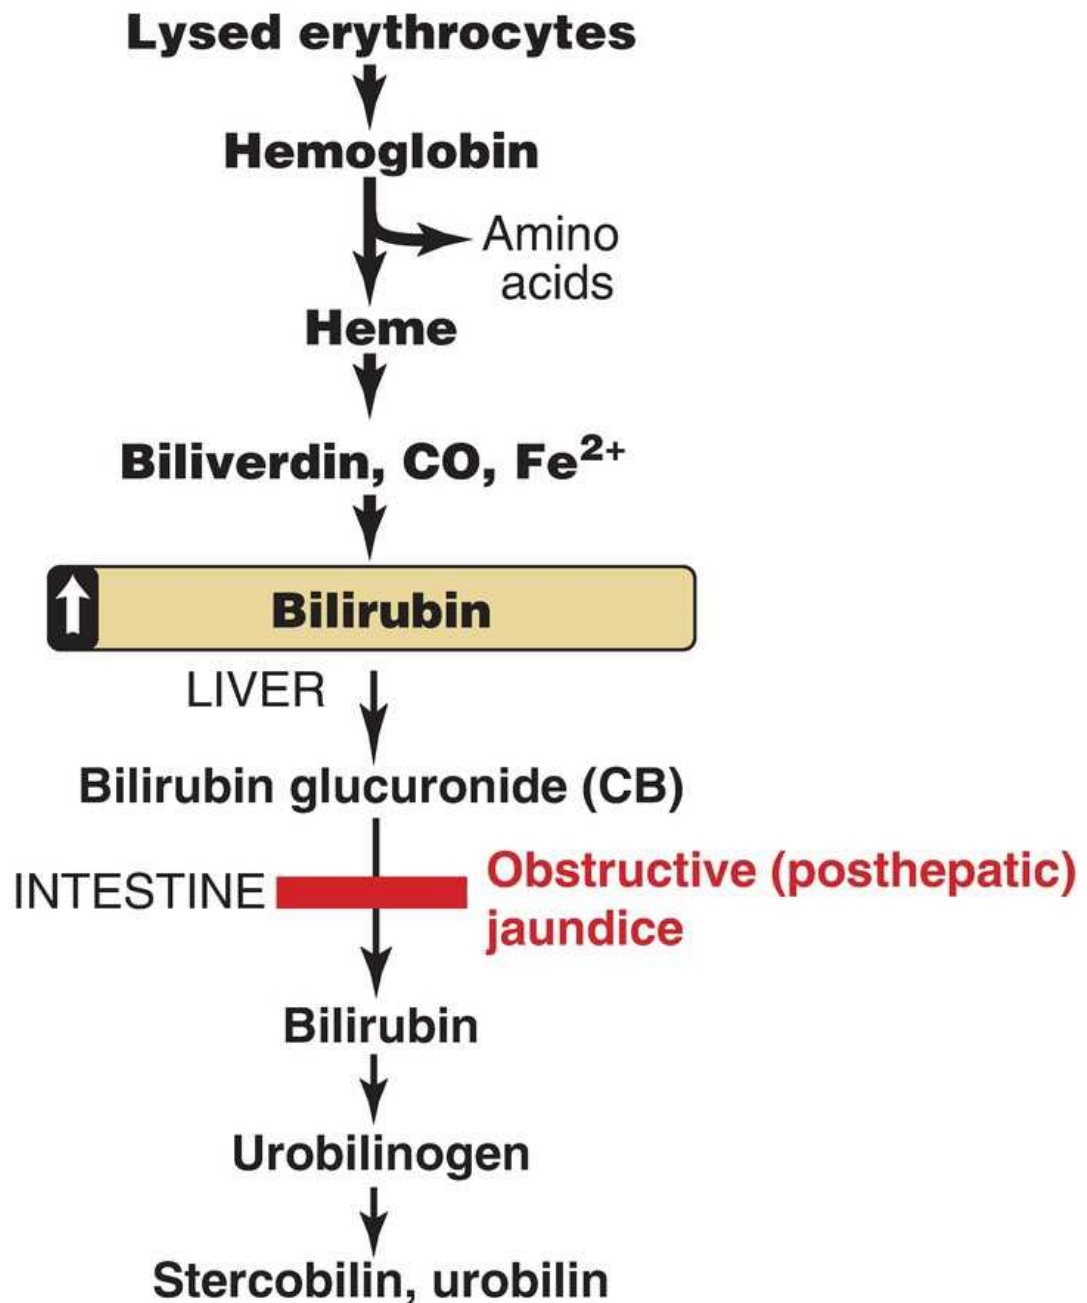 Lysed erythrocytes
Hemoglobin
Amino
acids
Heme
Biliverdin, CO, Fe²⁺
Bilirubin
LIVER
Bilirubin glucuronide (CB)
INTESTINE
Obstructive (posthepatic)
jaundice
Bilirubin
Urobilinogen
Stercobilin, urobilin